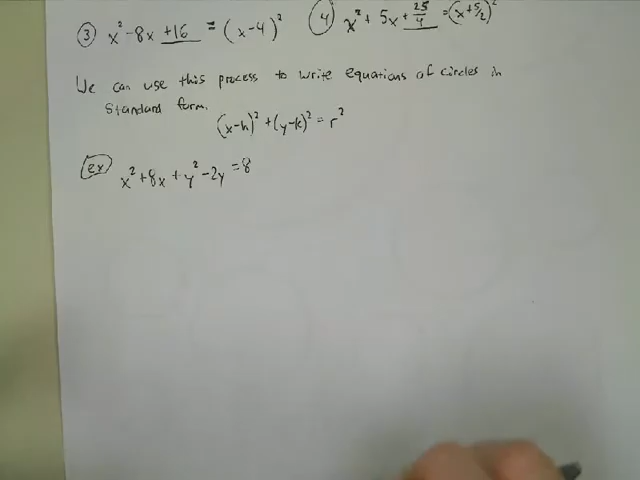 ③ x² - 8x + 16 = (x-4)² ④ x² + 5x + 25/4 = (x + 5/2)²
We can use this process to write equations of circles in
standard form.
(x-h)² + (y-k)² = r²
ex x² + 8x + y² - 2y = 8